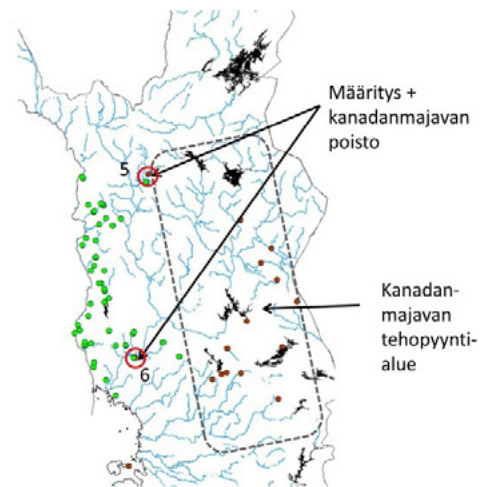 Määritys +
kanadanmajavan
poisto
5
Kanadan-
majavan
tehopyynti-
alue
6